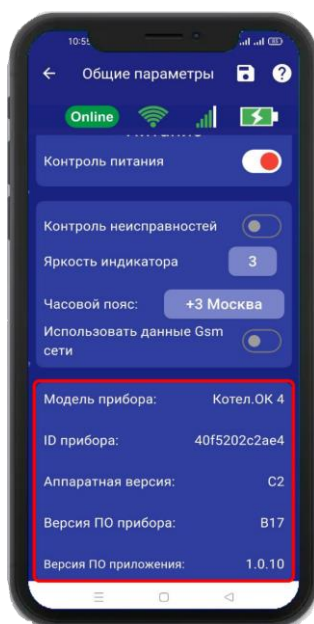 10:5
Общие параметры
Online
Контроль питания
Контроль неисправностей
Яркость индикатора 3
Часовой пояс: +3 Москва
Использовать данные Gsm
сети
Модель прибора: Котел.ОК 4
ID прибора: 40f5202c2ae4
Аппаратная версия: C2
Версия ПО прибора: B17
Версия ПО приложения: 1.0.10